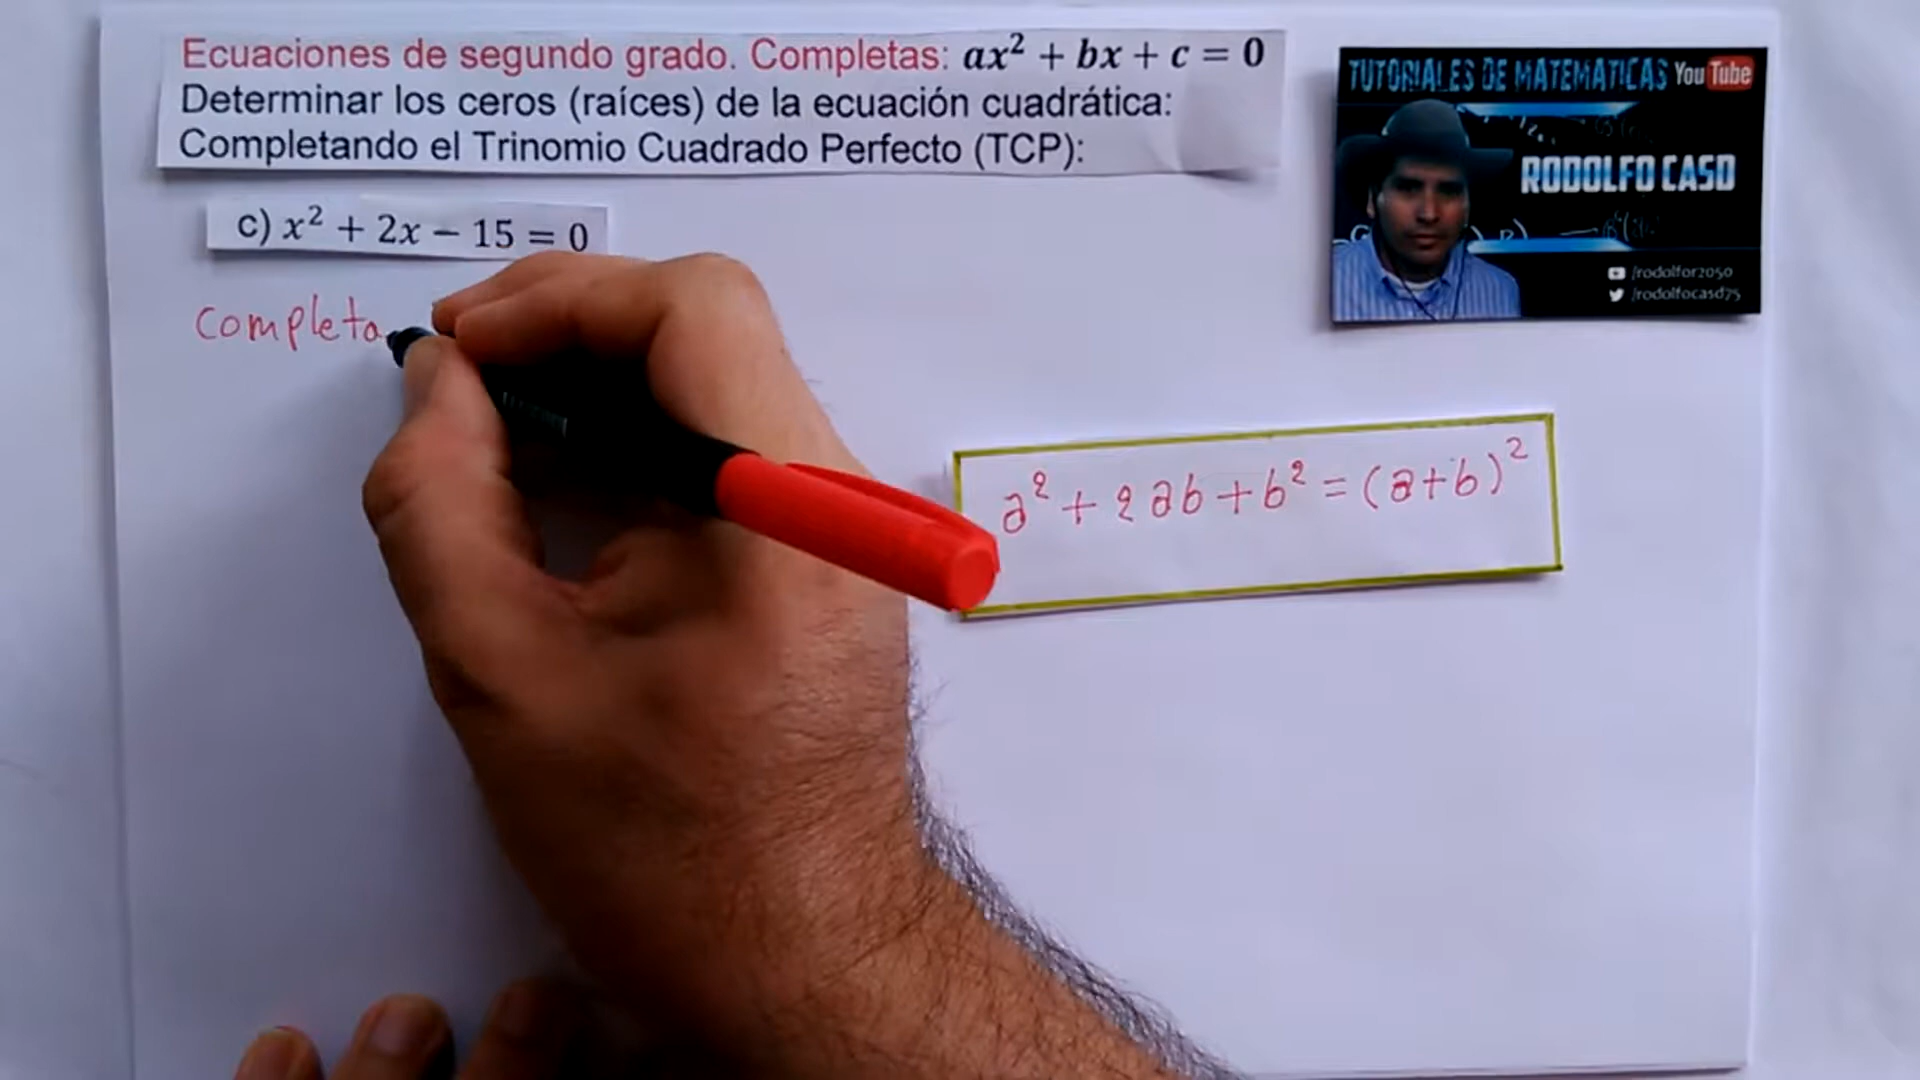 Ecuaciones de segundo grado. Completas: ax² + bx + c = 0
Determinar los ceros (raíces) de la ecuación cuadrática:
Completando el Trinomio Cuadrado Perfecto (TCP):
c) x² + 2x − 15 = 0
completa
a² + 2ab + b² = (a+b)²
TUTORIALES DE MATEMATICAS YouTube
RODOLFO CASD
/rodolfor2050
/rodolfocasd75